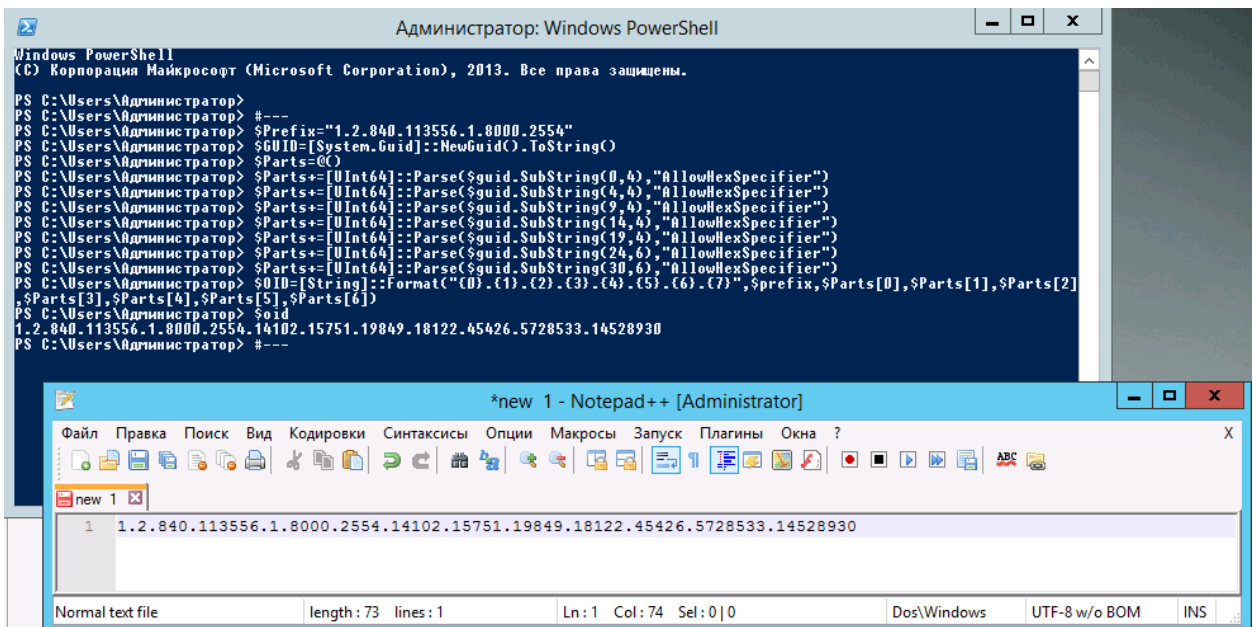 Администратор: Windows PowerShell
Windows PowerShell
(C) Корпорация Майкрософт (Microsoft Corporation), 2013. Все права защищены.
PS C:\Users\Администратор>
PS C:\Users\Администратор> #---
PS C:\Users\Администратор> $Prefix="1.2.840.113556.1.8000.2554"
PS C:\Users\Администратор> $GUID=[System.Guid]::NewGuid().ToString()
PS C:\Users\Администратор> $Parts=@()
PS C:\Users\Администратор> $Parts+=[UInt64]::Parse($guid.SubString(0,4),"AllowHexSpecifier")
PS C:\Users\Администратор> $Parts+=[UInt64]::Parse($guid.SubString(4,4),"AllowHexSpecifier")
PS C:\Users\Администратор> $Parts+=[UInt64]::Parse($guid.SubString(9,4),"AllowHexSpecifier")
PS C:\Users\Администратор> $Parts+=[UInt64]::Parse($guid.SubString(14,4),"AllowHexSpecifier")
PS C:\Users\Администратор> $Parts+=[UInt64]::Parse($guid.SubString(19,4),"AllowHexSpecifier")
PS C:\Users\Администратор> $Parts+=[UInt64]::Parse($guid.SubString(24,6),"AllowHexSpecifier")
PS C:\Users\Администратор> $Parts+=[UInt64]::Parse($guid.SubString(30,6),"AllowHexSpecifier")
PS C:\Users\Администратор> $OID=[String]::Format("{0}.{1}.{2}.{3}.{4}.{5}.{6}.{7}",$prefix,$Parts[0],$Parts[1],$Parts[2]
,$Parts[3],$Parts[4],$Parts[5],$Parts[6])
PS C:\Users\Администратор> $oid
1.2.840.113556.1.8000.2554.14102.15751.19849.18122.45426.5728533.14528930
PS C:\Users\Администратор> #---
*new 1 - Notepad++ [Administrator]
Файл Правка Поиск Вид Кодировки Синтаксисы Опции Макросы Запуск Плагины Окна ? X
new 1
1 1.2.840.113556.1.8000.2554.14102.15751.19849.18122.45426.5728533.14528930
Normal text file length : 73 lines : 1 Ln : 1 Col : 74 Sel : 0 | 0 Dos\Windows UTF-8 w/o BOM INS